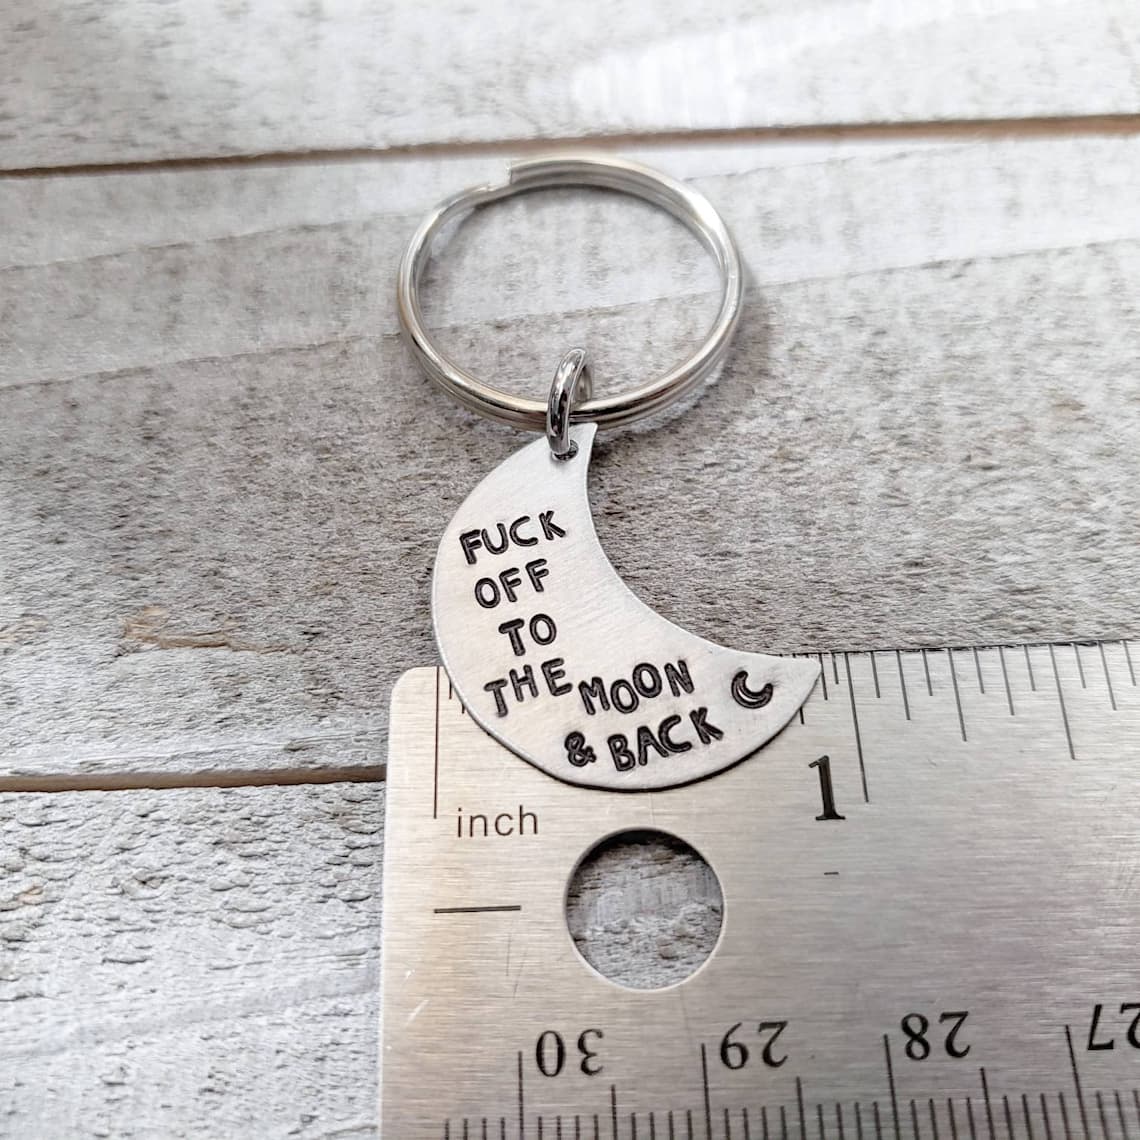 FUCK
OFF
TO
THE MOON
& BACK
1
inch
30 29 28 27